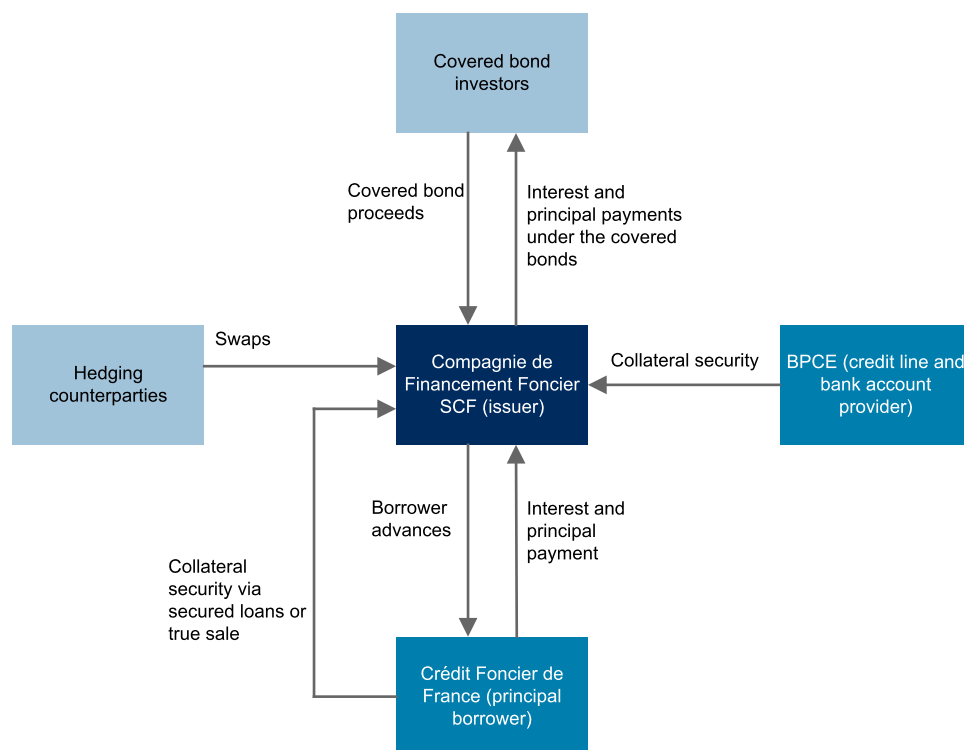 Covered bond
investors
Covered bond
proceeds
Interest and
principal payments
under the covered
bonds
Hedging
counterparties
Swaps
Compagnie de
Financement Foncier
SCF (issuer)
Collateral security
BPCE (credit line and
bank account
provider)
Borrower
advances
Interest and
principal
payment
Collateral
security via
secured loans or
true sale
Crédit Foncier de
France (principal
borrower)